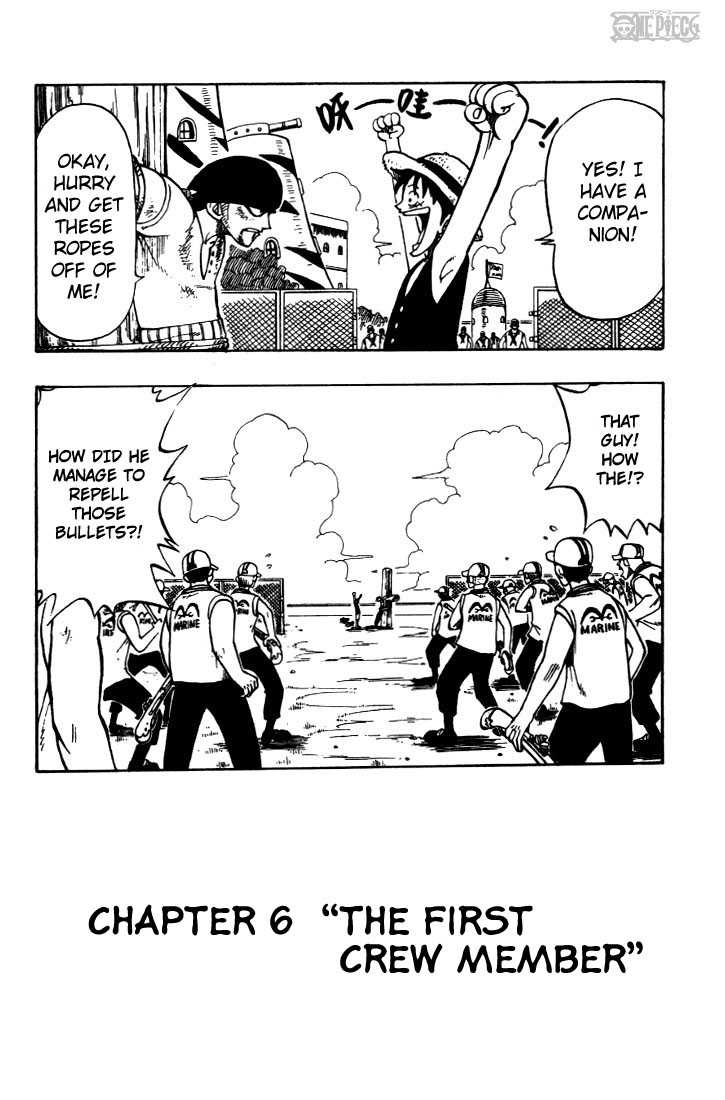 ONE PIECE
YES! I
HAVE A
COMPA-
NION!
哇
呀
OKAY,
HURRY
AND GET
THESE
ROPES
OFF OF
ME!
THAT
GUY!
HOW
THE!?
HOW DID HE
MANAGE TO
REPELL
THOSE
BULLETS?!
MARINE
MARINE
MARINE
MARINE
CHAPTER 6 “THE FIRST
CREW MEMBER”